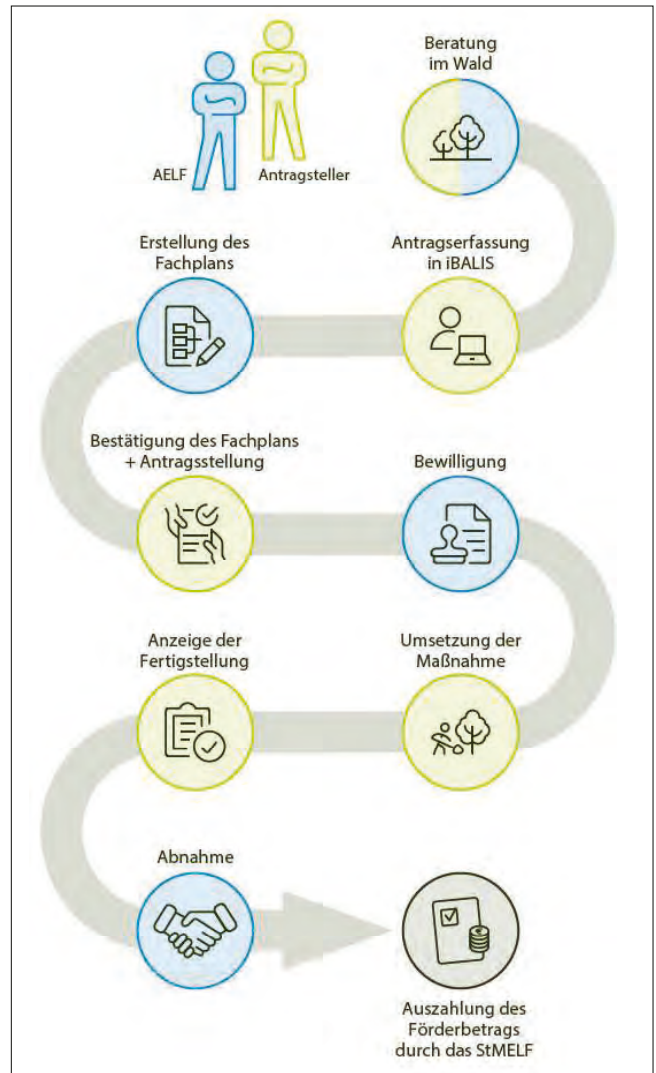 AELF
Antragsteller
Beratung
im Wald
Antragserfassung
in iBALIS
Erstellung des
Fachplans
Bestätigung des Fachplans
+ Antragsstellung
Bewilligung
Umsetzung der
Maßnahme
Anzeige der
Fertigstellung
Abnahme
Auszahlung des
Förderbetrags
durch das StMELF